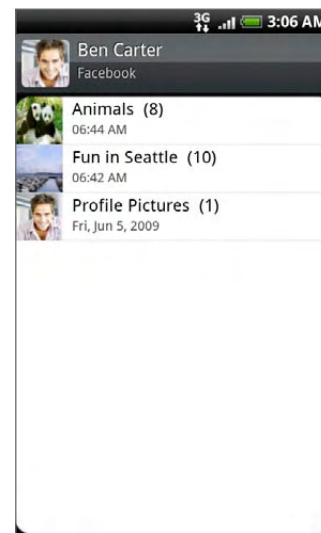 3G 3:06 AM
Ben Carter
Facebook
Animals (8)
06:44 AM
Fun in Seattle (10)
06:42 AM
Profile Pictures (1)
Fri, Jun 5, 2009